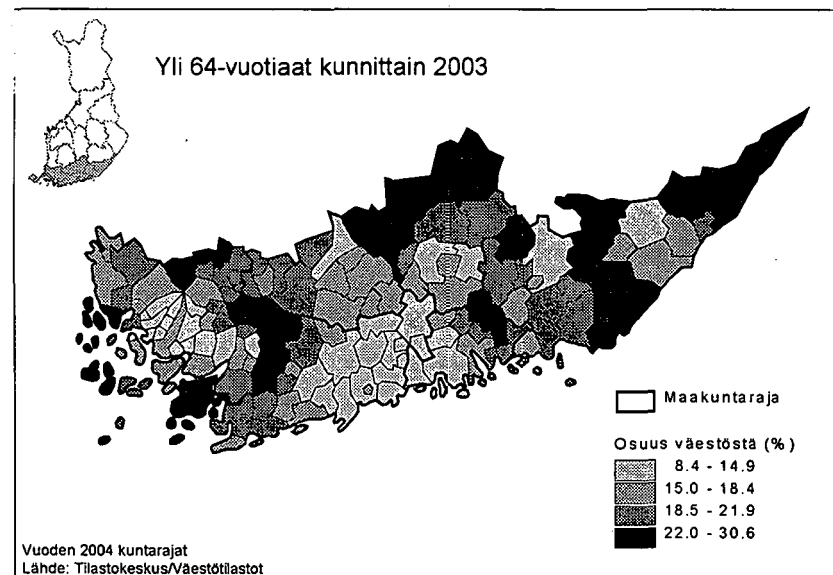 Yli 64-vuotiaat kunnittain 2003
Maakuntaraja
Osuus väestöstä (%)
8.4 - 14.9
15.0 - 18.4
18.5 - 21.9
22.0 - 30.6
Vuoden 2004 kuntarajat
Lähde: Tilastokeskus/Väestötilastot